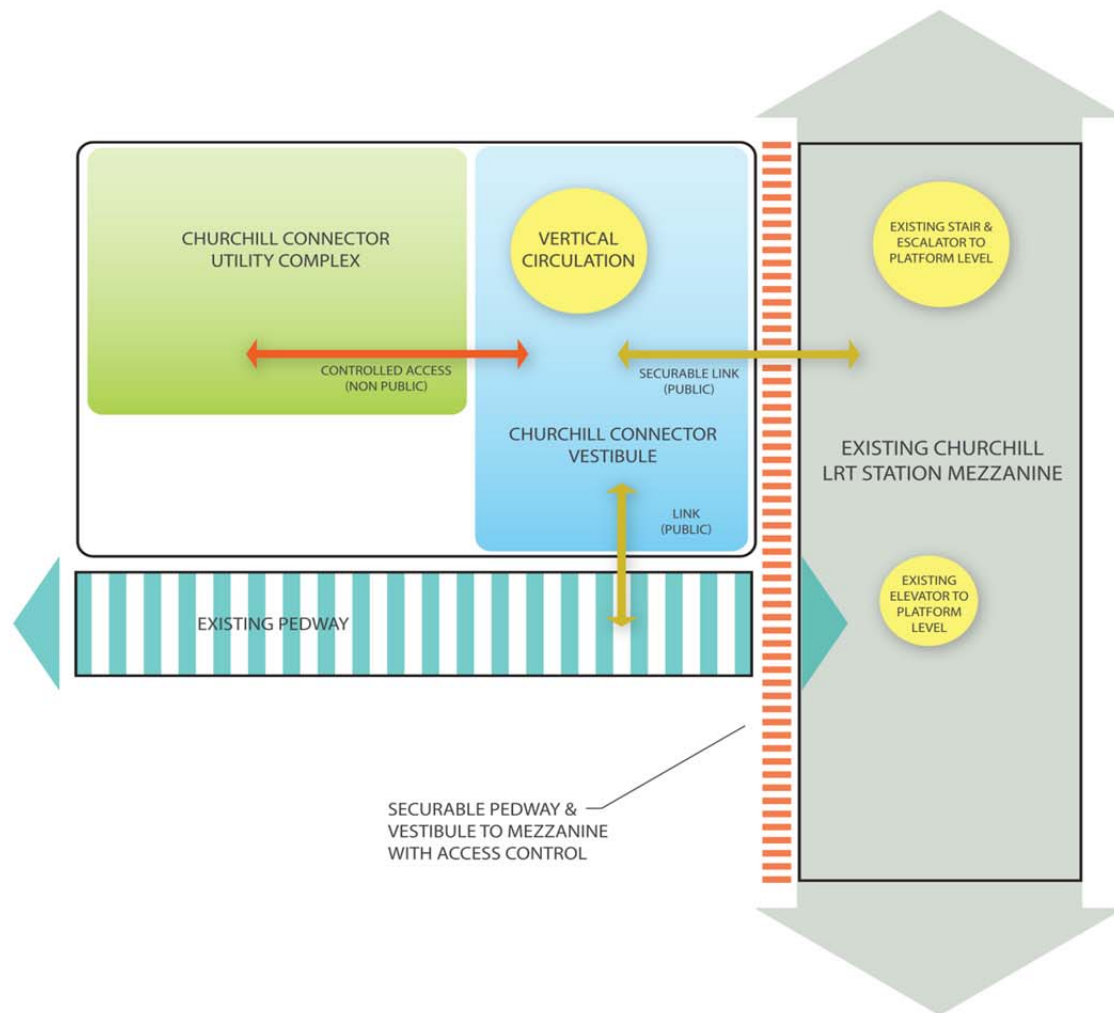 CHURCHILL CONNECTOR
UTILITY COMPLEX
VERTICAL
CIRCULATION
EXISTING STAIR &
ESCALATOR TO
PLATFORM LEVEL
CONTROLLED ACCESS
(NON PUBLIC)
SECURABLE LINK
(PUBLIC)
CHURCHILL CONNECTOR
VESTIBULE
EXISTING CHURCHILL
LRT STATION MEZZANINE
LINK
(PUBLIC)
EXISTING PEDWAY
EXISTING
ELEVATOR TO
PLATFORM
LEVEL
SECURABLE PEDWAY &
VESTIBULE TO MEZZANINE
WITH ACCESS CONTROL